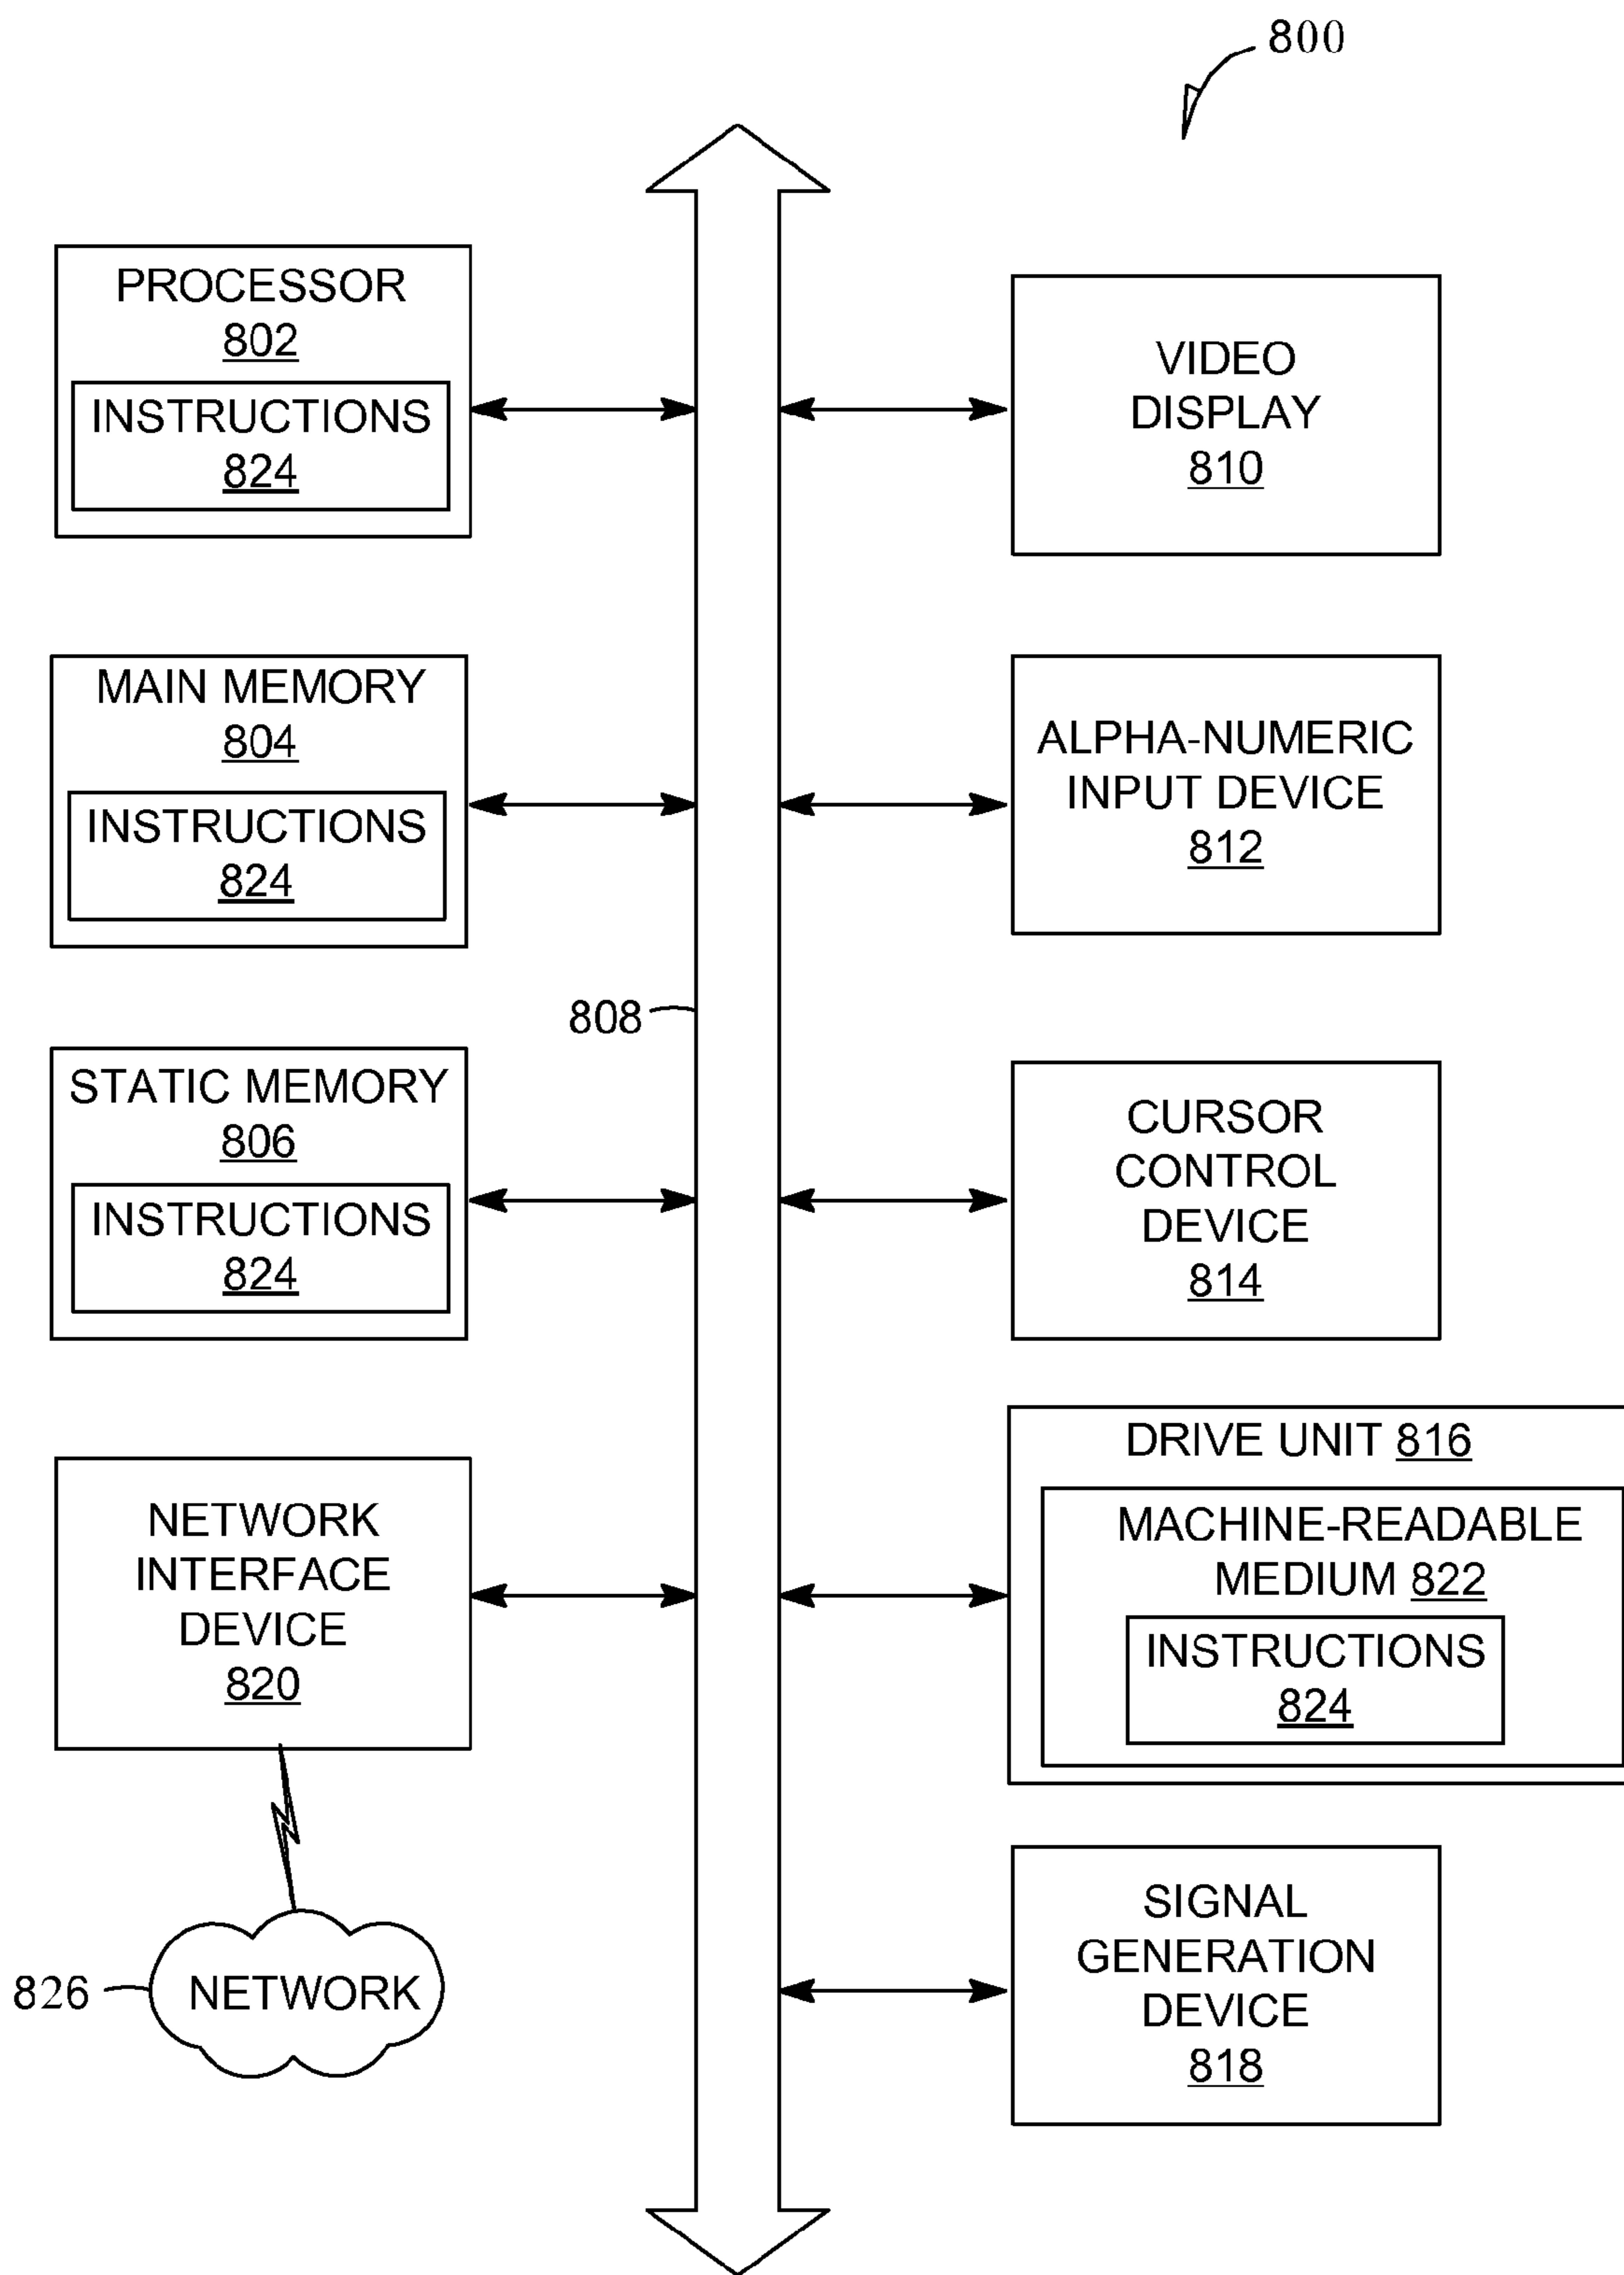 800
PROCESSOR
802
INSTRUCTIONS
824
VIDEO
DISPLAY
810
MAIN MEMORY
804
INSTRUCTIONS
824
ALPHA-NUMERIC
INPUT DEVICE
812
808
STATIC MEMORY
806
INSTRUCTIONS
824
CURSOR
CONTROL
DEVICE
814
NETWORK
INTERFACE
DEVICE
820
DRIVE UNIT 816
MACHINE-READABLE
MEDIUM 822
INSTRUCTIONS
824
826
NETWORK
SIGNAL
GENERATION
DEVICE
818